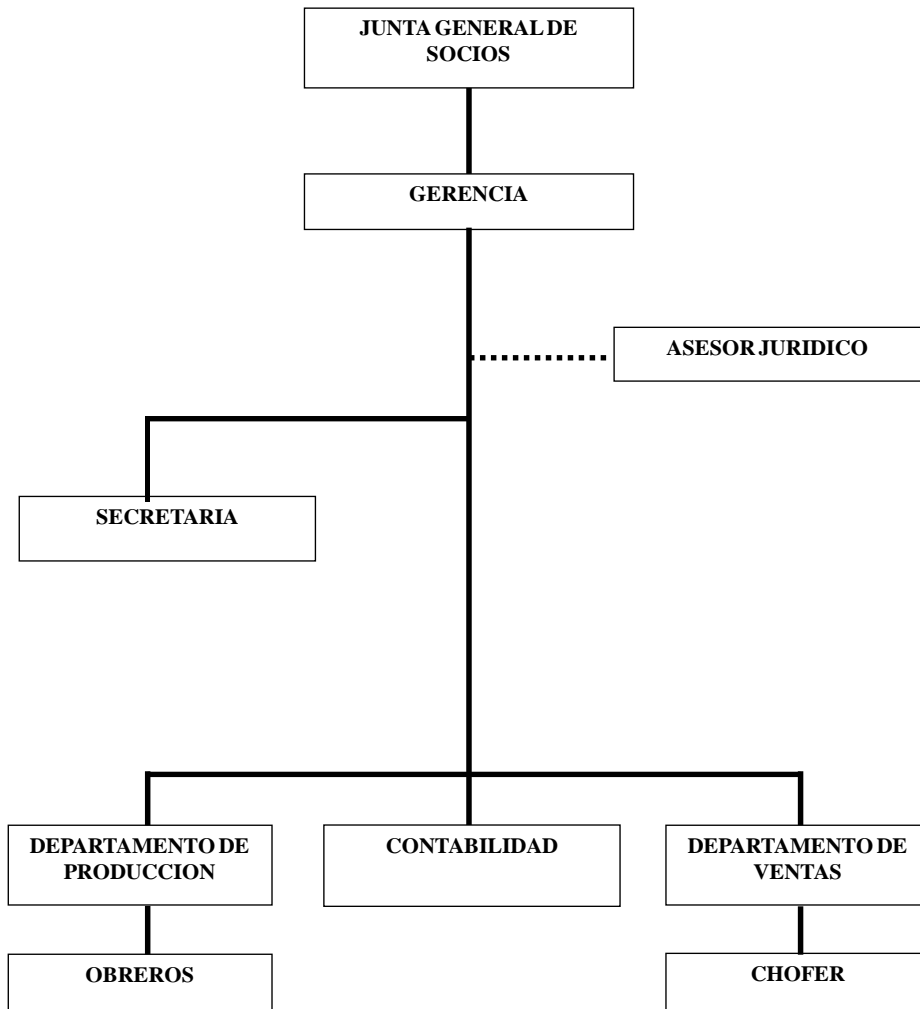 JUNTA GENERAL DE
SOCIOS
GERENCIA
ASESOR JURIDICO
SECRETARIA
DEPARTAMENTO DE
PRODUCCION
CONTABILIDAD
DEPARTAMENTO DE
VENTAS
OBREROS
CHOFER